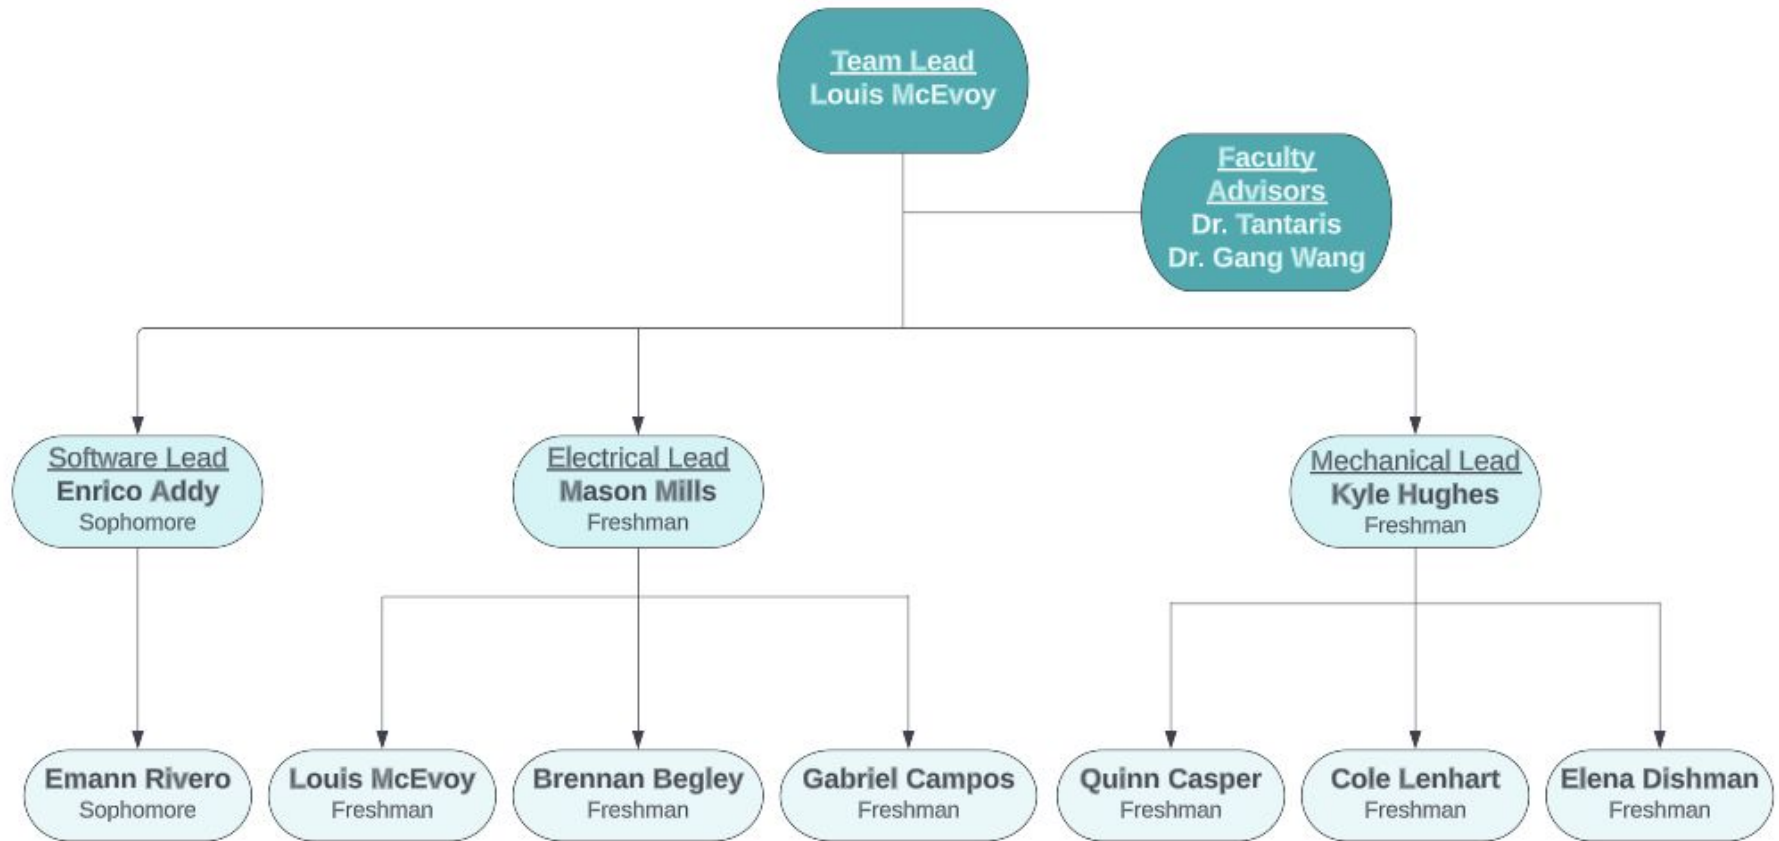 Team Lead
Louis McEvoy
Faculty
Advisors
Dr. Tantaris
Dr. Gang Wang
Software Lead
Enrico Addy
Sophomore
Electrical Lead
Mason Mills
Freshman
Mechanical Lead
Kyle Hughes
Freshman
Emann Rivero
Sophomore
Louis McEvoy
Freshman
Brennan Begley
Freshman
Gabriel Campos
Freshman
Quinn Casper
Freshman
Cole Lenhart
Freshman
Elena Dishman
Freshman